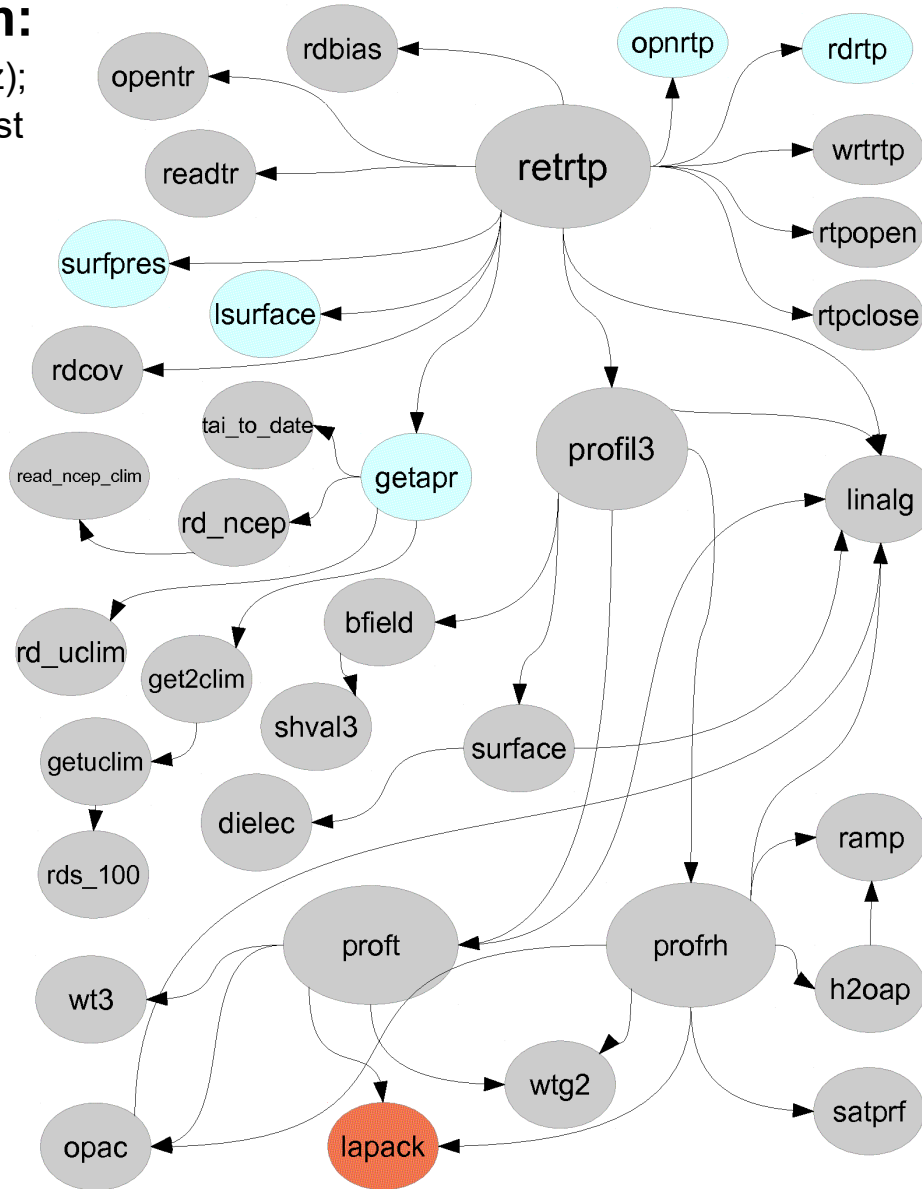 n:
z);
st
opentr
rdbias
opnrtp
rdrtp
retrtp
wrtrtp
readtr
rtpopen
surfpres
lsurface
rtpclose
rdcov
tai_to_date
profil3
read_ncep_clim
getapr
linalg
rd_ncep
bfield
rd_uclim
get2clim
shval3
surface
getuclim
dielec
ramp
rds_100
proft
profrh
wt3
h2oap
wtg2
satprf
opac
lapack